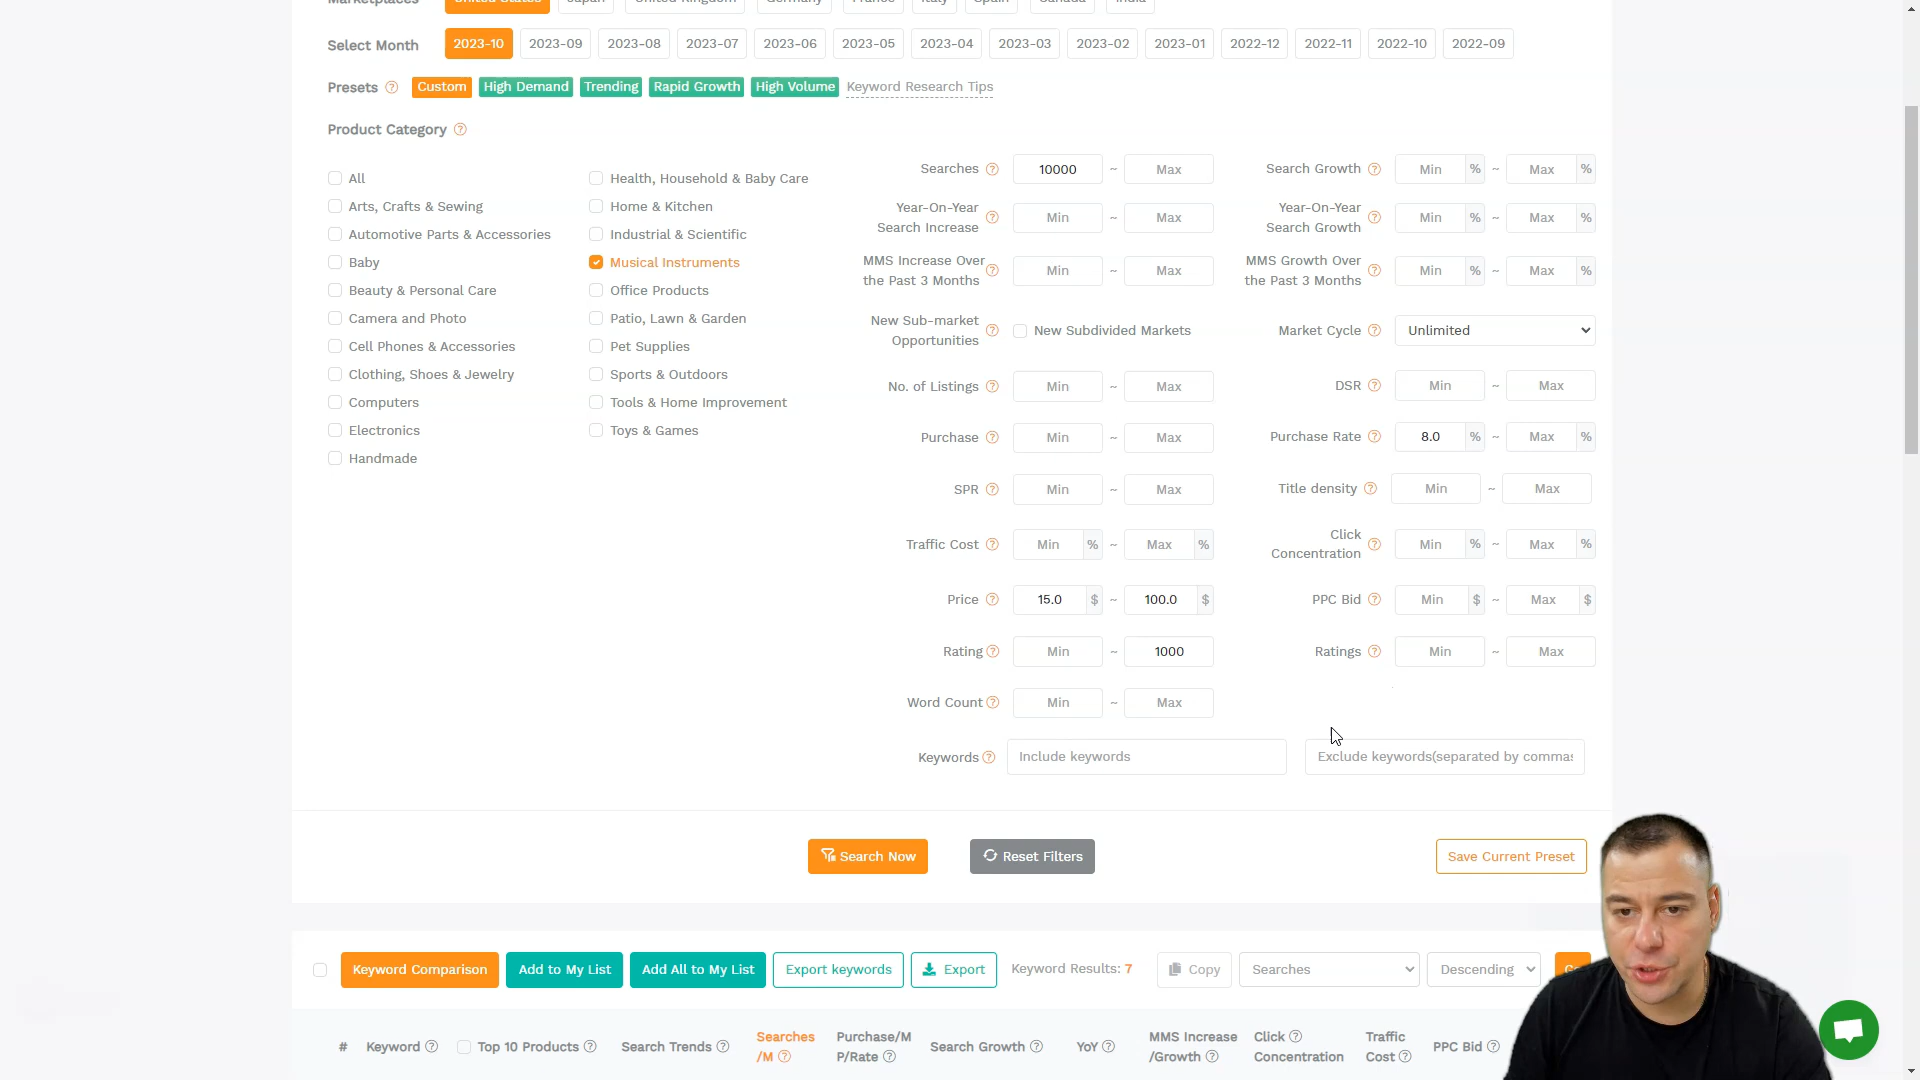 Marketplaces United States Japan United Kingdom Germany France Italy Spain Canada India
Select Month 2023-10 2023-09 2023-08 2023-07 2023-06 2023-05 2023-04 2023-03 2023-02 2023-01 2022-12 2022-11 2022-10 2022-09
Presets Custom High Demand Trending Rapid Growth High Volume Keyword Research Tips
Product Category
All
Arts, Crafts & Sewing
Automotive Parts & Accessories
Baby
Beauty & Personal Care
Camera and Photo
Cell Phones & Accessories
Clothing, Shoes & Jewelry
Computers
Electronics
Handmade
Health, Household & Baby Care
Home & Kitchen
Industrial & Scientific
Musical Instruments
Office Products
Patio, Lawn & Garden
Pet Supplies
Sports & Outdoors
Tools & Home Improvement
Toys & Games
Searches 10000 ~ Max
Search Growth Min % ~ Max %
Year-On-Year
Search Increase Min ~ Max
Year-On-Year
Search Growth Min % ~ Max %
MMS Increase Over
the Past 3 Months Min ~ Max
MMS Growth Over
the Past 3 Months Min % ~ Max %
New Sub-market
Opportunities New Subdivided Markets
Market Cycle Unlimited
No. of Listings Min ~ Max
DSR Min ~ Max
Purchase Min ~ Max
Purchase Rate 8.0 % ~ Max %
SPR Min ~ Max
Title density Min ~ Max
Traffic Cost Min % ~ Max %
Click
Concentration Min % ~ Max %
Price 15.0 $ ~ 100.0 $
PPC Bid Min $ ~ Max $
Rating Min ~ 1000
Ratings Min ~ Max
Word Count Min ~ Max
Keywords Include keywords Exclude keywords(separated by commas
Search Now Reset Filters Save Current Preset
Keyword Comparison Add to My List Add All to My List Export keywords Export Keyword Results: 7 Copy Searches Descending
# Keyword Top 10 Products Search Trends
Searches
/M
Purchase/M
P/Rate
Search Growth YoY
MMS Increase
/Growth
Click
Concentration
Traffic
Cost
PPC Bid